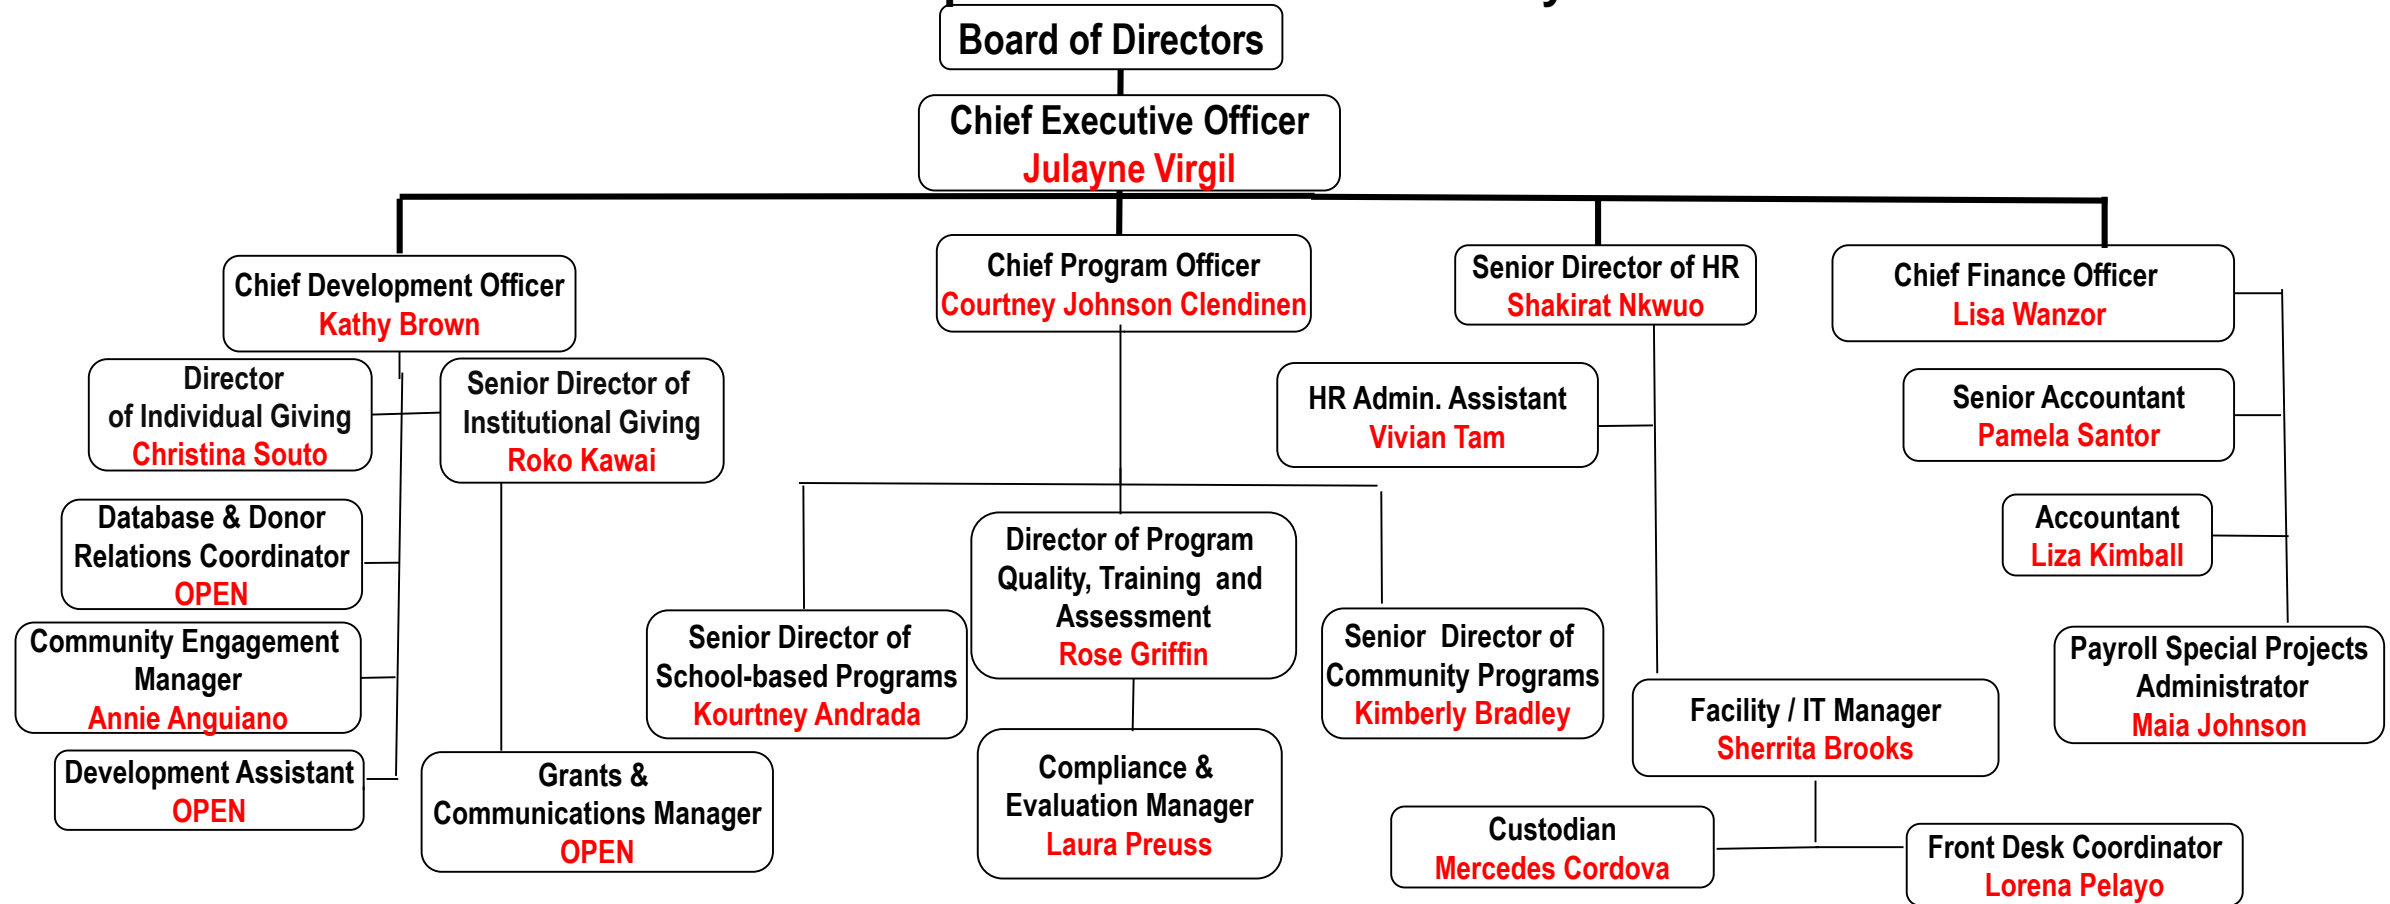 Board of Directors
Chief Executive Officer
Julayne Virgil
Chief Development Officer
Kathy Brown
Chief Program Officer
Courtney Johnson Clendinen
Senior Director of HR
Shakirat Nkwuo
Chief Finance Officer
Lisa Wanzor
Director
of Individual Giving
Christina Souto
Senior Director of
Institutional Giving
Roko Kawai
HR Admin. Assistant
Vivian Tam
Senior Accountant
Pamela Santor
Database & Donor
Relations Coordinator
OPEN
Director of Program
Quality, Training and
Assessment
Rose Griffin
Accountant
Liza Kimball
Community Engagement
Manager
Annie Anguiano
Senior Director of
School-based Programs
Kourtney Andrada
Senior Director of
Community Programs
Kimberly Bradley
Facility / IT Manager
Sherrita Brooks
Payroll Special Projects
Administrator
Maia Johnson
Development Assistant
OPEN
Grants &
Communications Manager
OPEN
Compliance &
Evaluation Manager
Laura Preuss
Custodian
Mercedes Cordova
Front Desk Coordinator
Lorena Pelayo